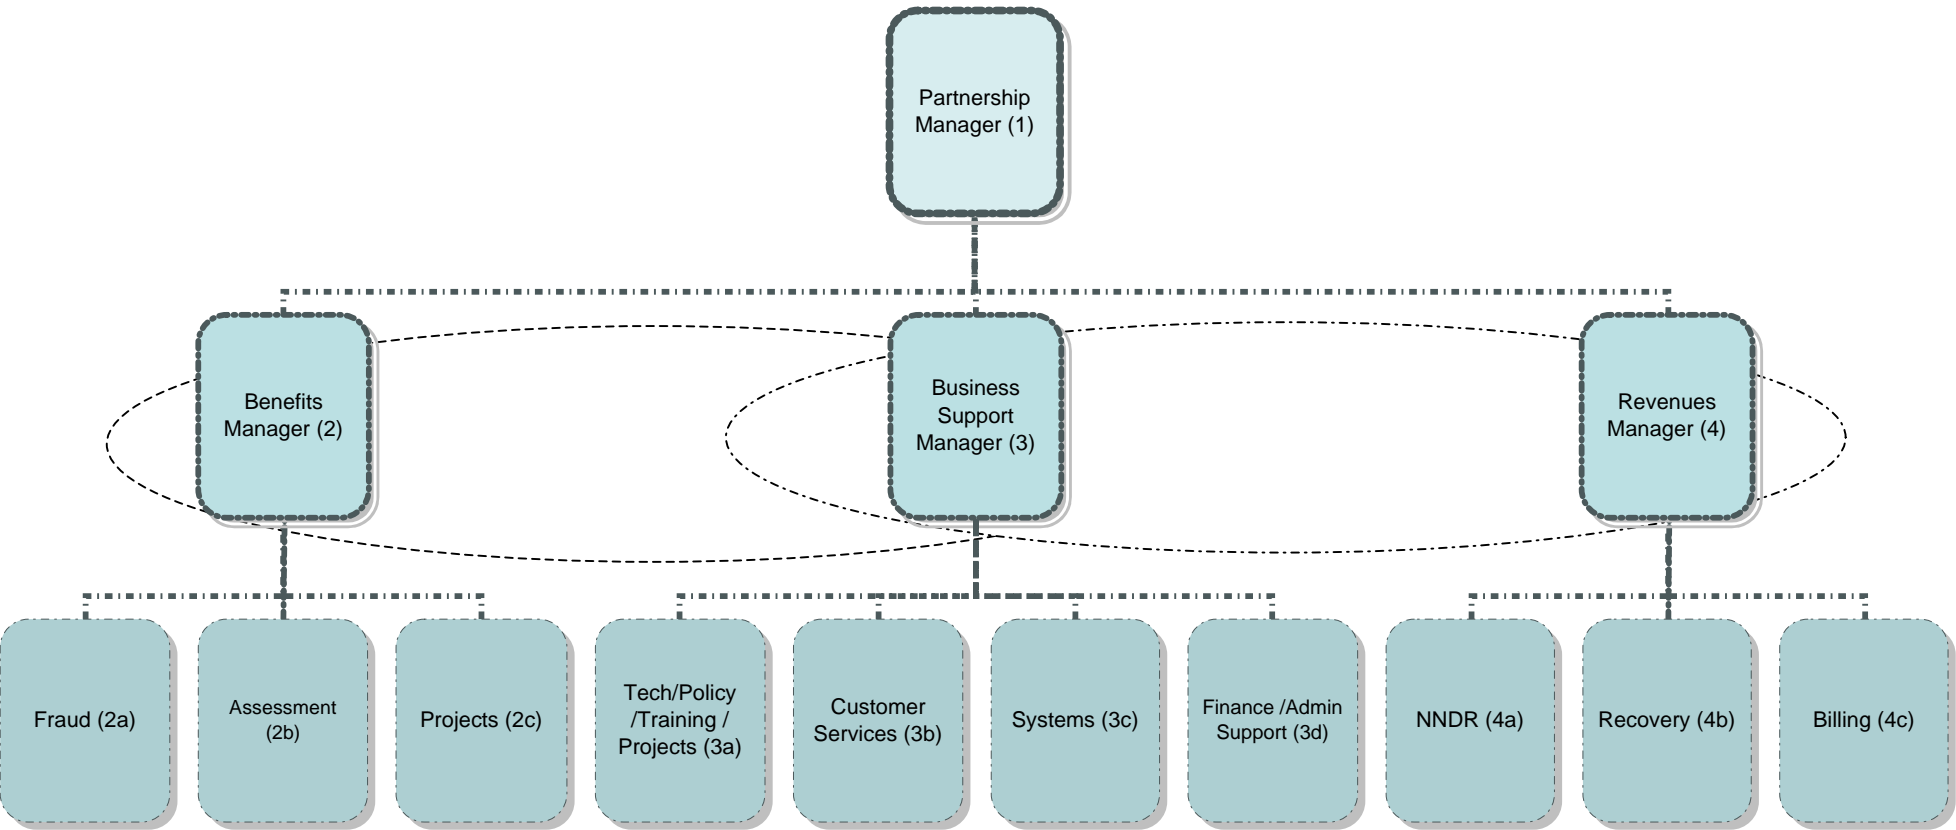 Partnership
Manager (1)
Benefits
Manager (2)
Business
Support
Manager (3)
Revenues
Manager (4)
Fraud (2a)
Assessment
(2b)
Projects (2c)
Tech/Policy
/Training /
Projects (3a)
Customer
Services (3b)
Systems (3c)
Finance /Admin
Support (3d)
NNDR (4a)
Recovery (4b)
Billing (4c)